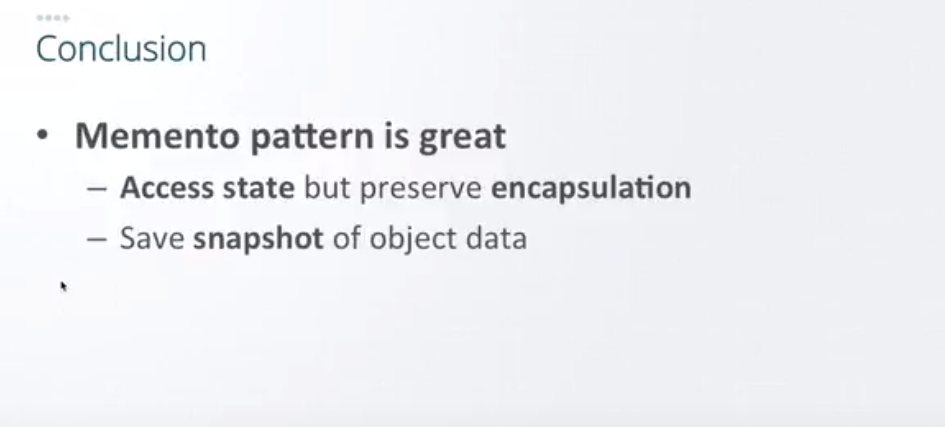 Conclusion
• Memento pattern is great
– Access state but preserve encapsulation
– Save snapshot of object data